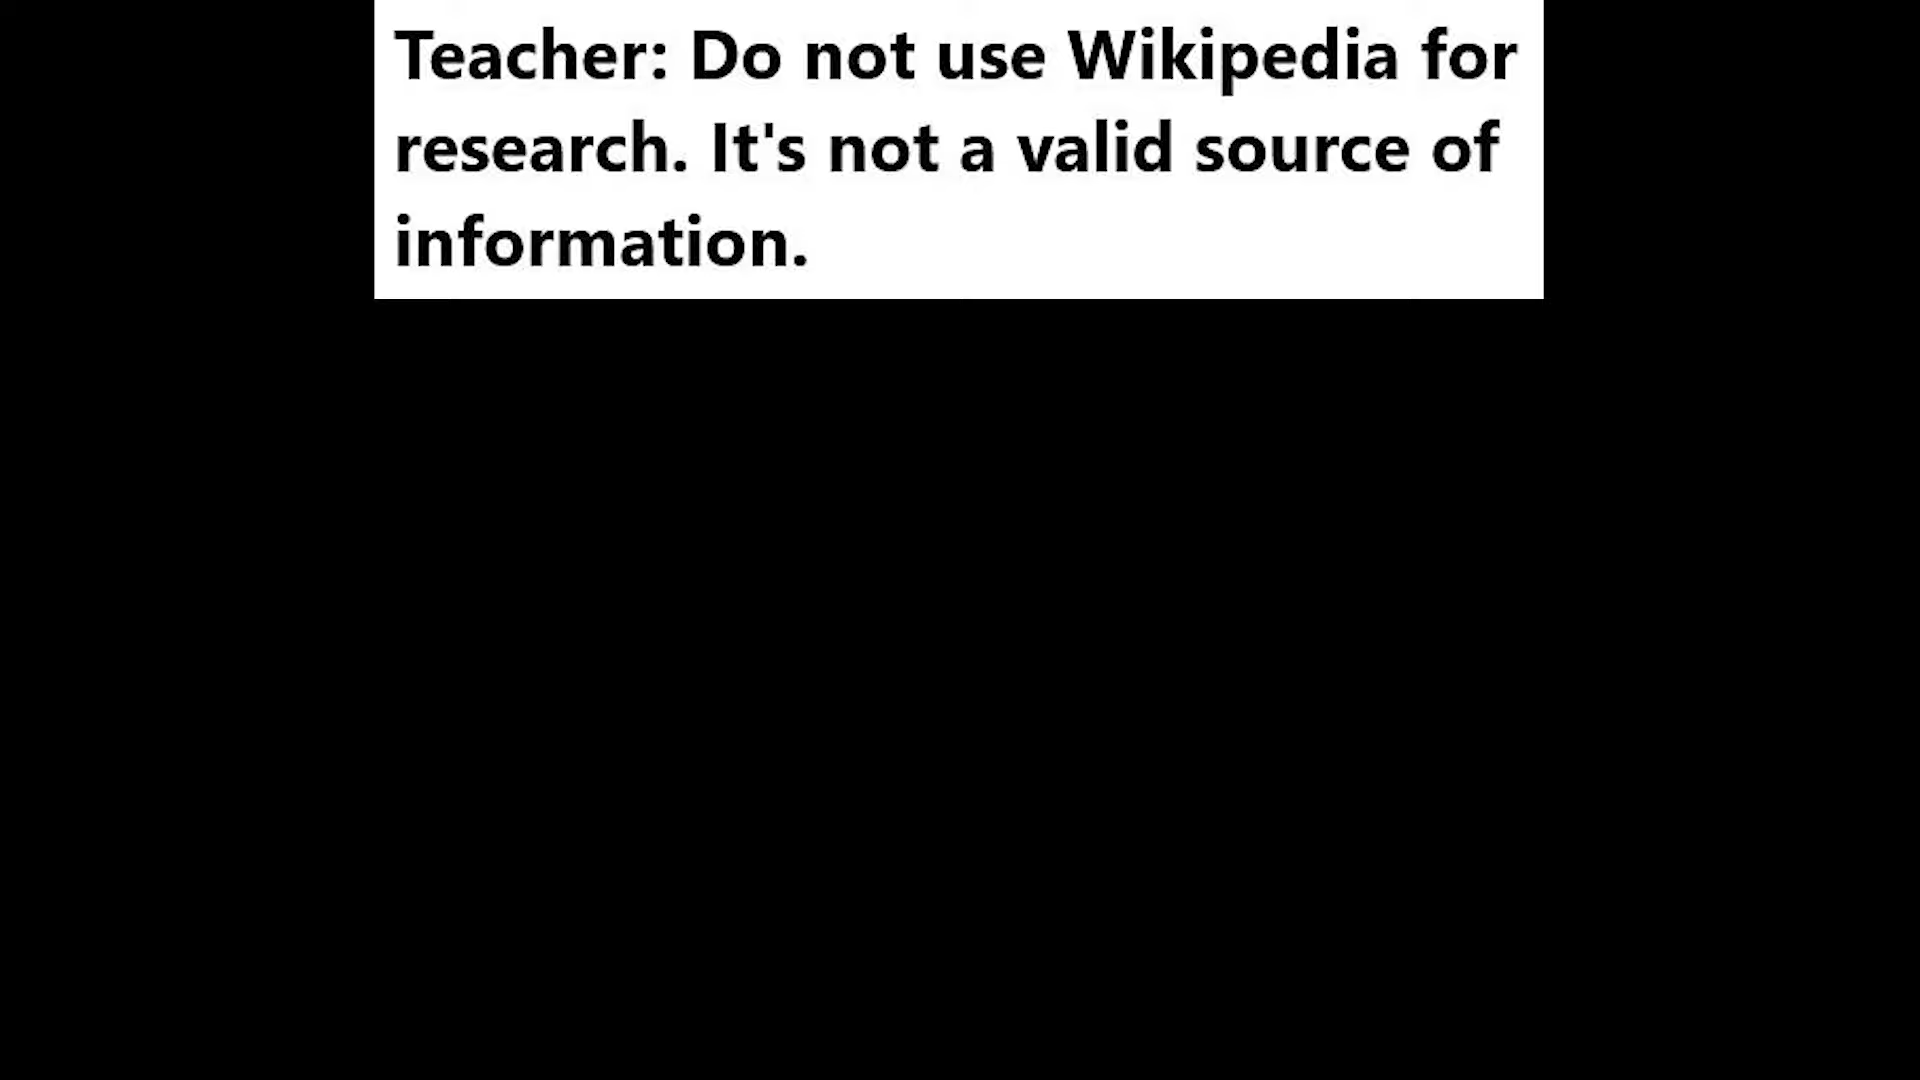 Teacher: Do not use Wikipedia for
research. It's not a valid source of
information.